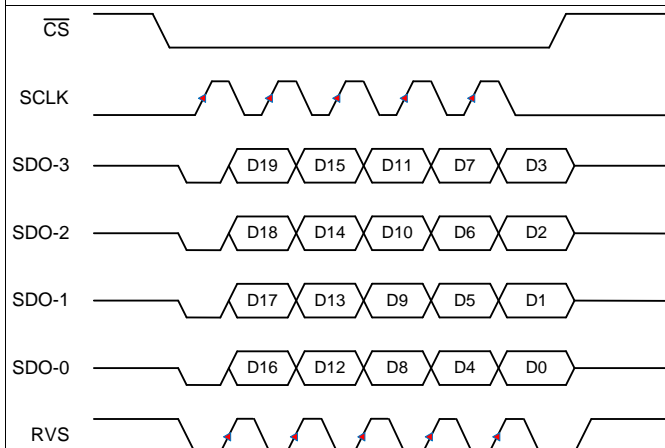 CS
SCLK
SDO-3 D19 D15 D11 D7 D3
SDO-2 D18 D14 D10 D6 D2
SDO-1 D17 D13 D9 D5 D1
SDO-0 D16 D12 D8 D4 D0
RVS